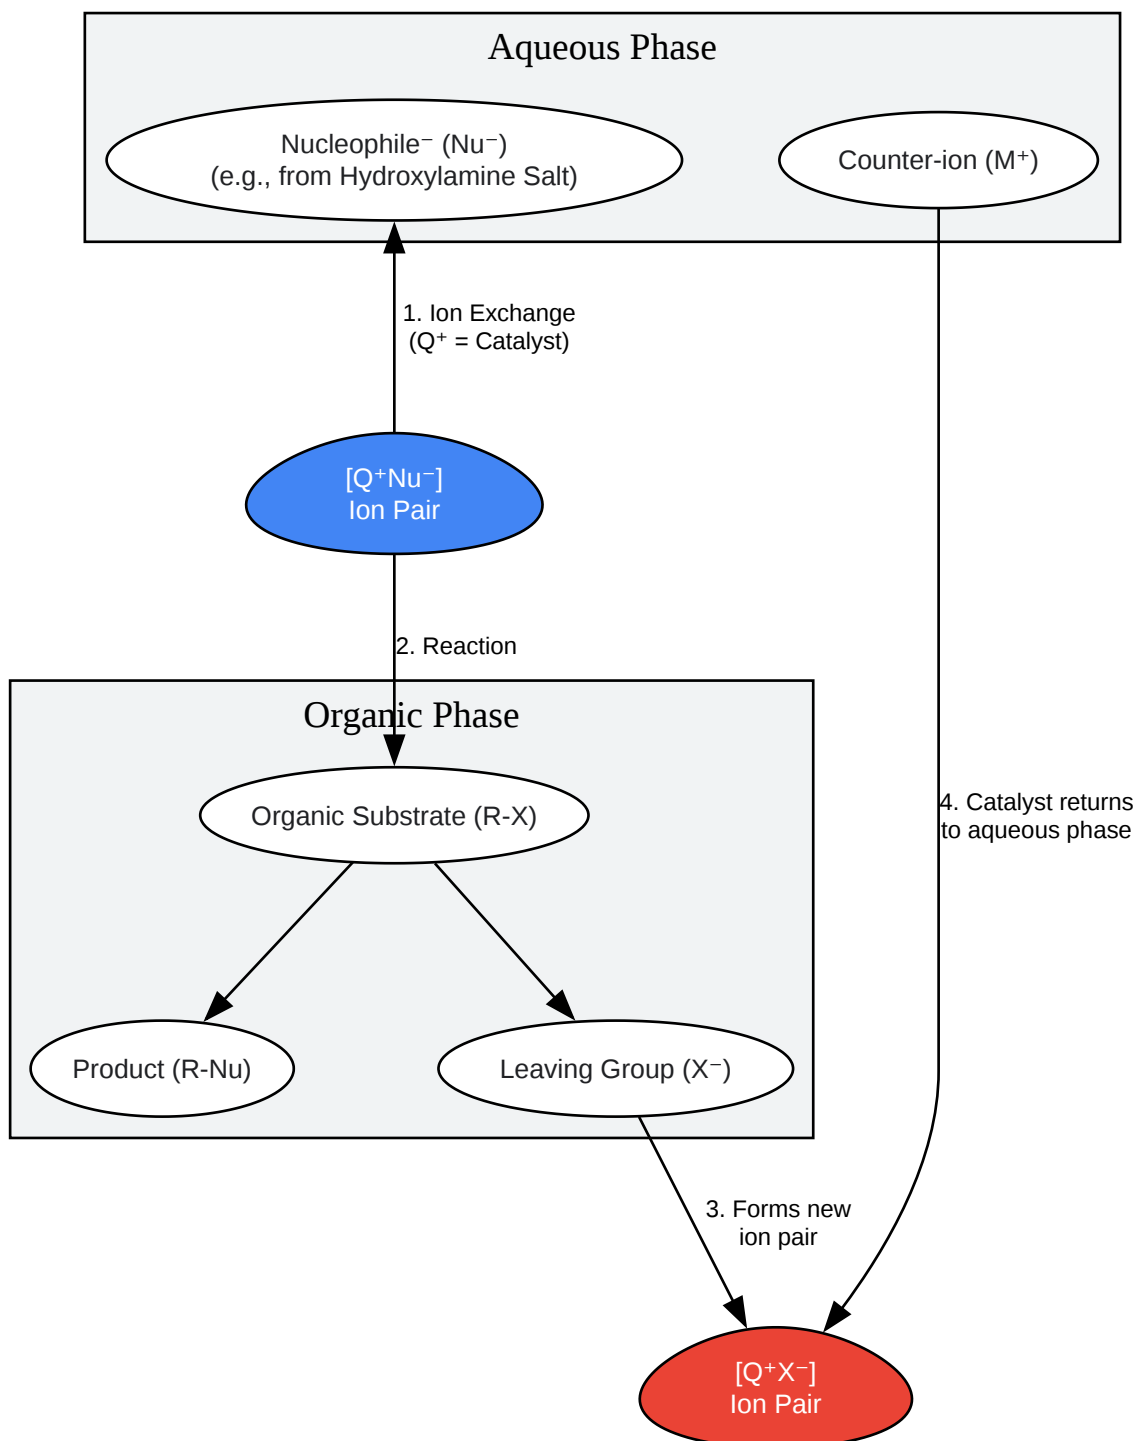 Aqueous Phase
Nucleophile⁻ (Nu⁻)
(e.g., from Hydroxylamine Salt)
Counter-ion (M⁺)
1. Ion Exchange
(Q⁺ = Catalyst)
[Q⁺Nu⁻]
Ion Pair
2. Reaction
Organic Phase
Organic Substrate (R-X)
4. Catalyst returns
to aqueous phase
Product (R-Nu)
Leaving Group (X⁻)
3. Forms new
ion pair
[Q⁺X⁻]
Ion Pair